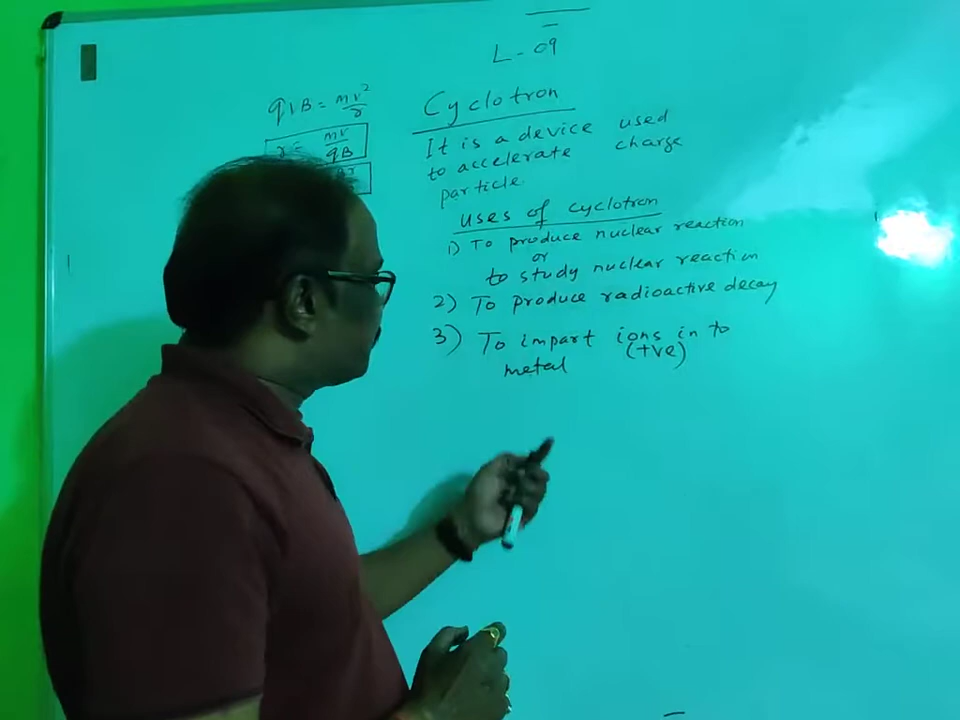 L-09
qVB = mv²/r
r = mv/qB
Cyclotron
It is a device used
to accelerate charge
particle.
uses of cyclotron
1) To produce nuclear reaction
or
to study nuclear reaction
2) To produce radioactive decay
3) To impart ions in to
(+ve)
metal